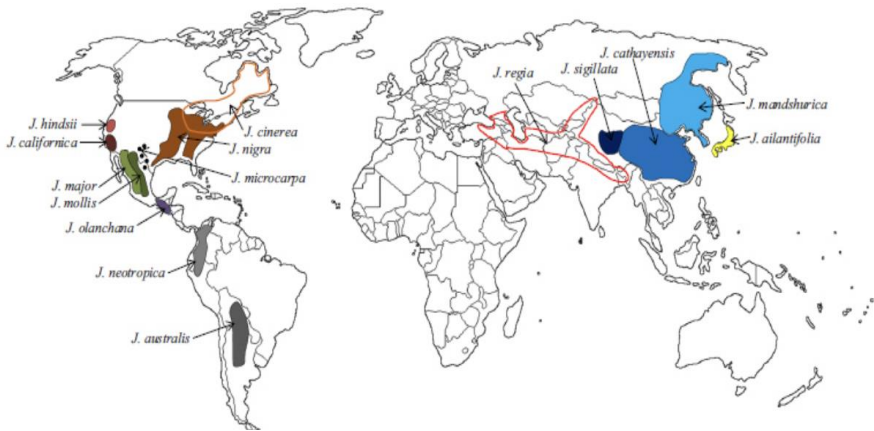 J. cathayensis
J. regia
J. sigillata
J. mandshurica
J. hindsii
J. cinerea
J. californica
J. nigra
J. ailantifolia
J. microcarpa
J. major
J. mollis
J. olanchana
J. neotropica
J. australis